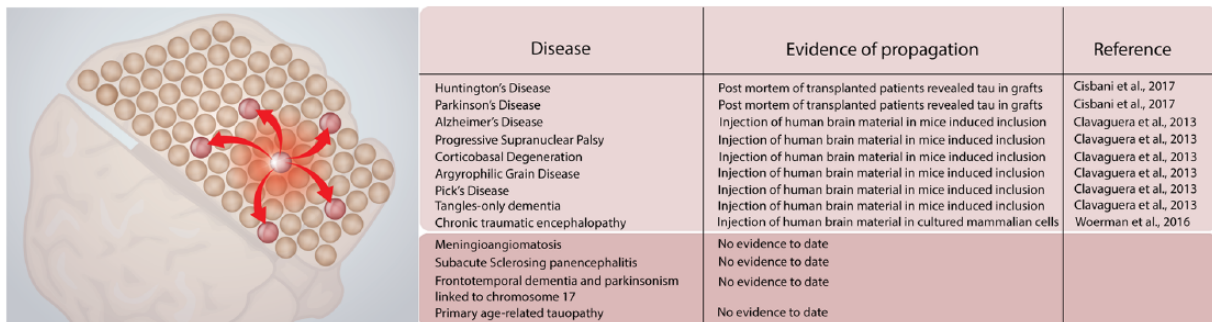 Disease Evidence of propagation Reference
Huntington's Disease Post mortem of transplanted patients revealed tau in grafts Cisbani et al., 2017
Parkinson's Disease Post mortem of transplanted patients revealed tau in grafts Cisbani et al., 2017
Alzheimer's Disease Injection of human brain material in mice induced inclusion Clavaguera et al., 2013
Progressive Supranuclear Palsy Injection of human brain material in mice induced inclusion Clavaguera et al., 2013
Corticobasal Degeneration Injection of human brain material in mice induced inclusion Clavaguera et al., 2013
Argyrophilic Grain Disease Injection of human brain material in mice induced inclusion Clavaguera et al., 2013
Pick's Disease Injection of human brain material in mice induced inclusion Clavaguera et al., 2013
Tangles-only dementia Injection of human brain material in mice induced inclusion Clavaguera et al., 2013
Chronic traumatic encephalopathy Injection of human brain material in cultured mammalian cells Woerman et al., 2016
Meningioangiomatosis No evidence to date
Subacute Sclerosing panencephalitis No evidence to date
Frontotemporal dementia and parkinsonism No evidence to date
linked to chromosome 17
Primary age-related tauopathy No evidence to date